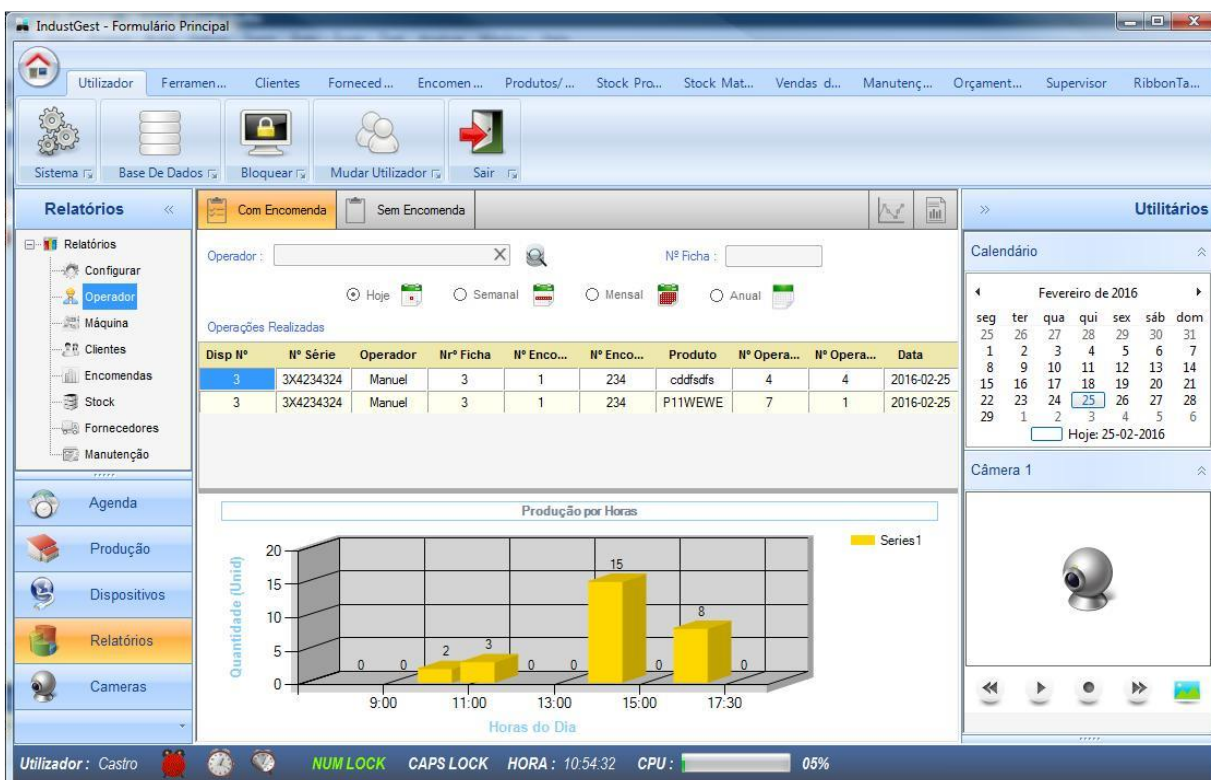 IndustGest - Formulário Principal
Utilizador Ferramen... Clientes Forneced... Encomen... Produtos/... Stock Pro... Stock Mat... Vendas d... Manutenç... Orçament... Supervisor RibbonTa...
Sistema Base De Dados Bloquear Mudar Utilizador Sair
Relatórios
Relatórios
Configurar
Operador
Máquina
Clientes
Encomendas
Stock
Fornecedores
Manutenção
Agenda
Produção
Dispositivos
Relatórios
Cameras
Com Encomenda Sem Encomenda
Operador : Nº Ficha :
Hoje Semanal Mensal Anual
Operações Realizadas
Disp Nº Nº Série Operador Nrº Ficha Nº Enco... Nº Enco... Produto Nº Opera... Nº Opera... Data
3 3X4234324 Manuel 3 1 234 cddfsdfs 4 4 2016-02-25
3 3X4234324 Manuel 3 1 234 P11WEWE 7 1 2016-02-25
Produção por Horas
Series1
Quantidade (Unid)
20
15
10
5
0
0 0 2 3 0 0 15 0 8 0
9:00 11:00 13:00 15:00 17:30
Horas do Dia
Utilitários
Calendário
Fevereiro de 2016
seg ter qua qui sex sáb dom
25 26 27 28 29 30 31
1 2 3 4 5 6 7
8 9 10 11 12 13 14
15 16 17 18 19 20 21
22 23 24 25 26 27 28
29 1 2 3 4 5 6
Hoje: 25-02-2016
Câmera 1
Utilizador : Castro NUM LOCK CAPS LOCK HORA : 10:54:32 CPU : 05%